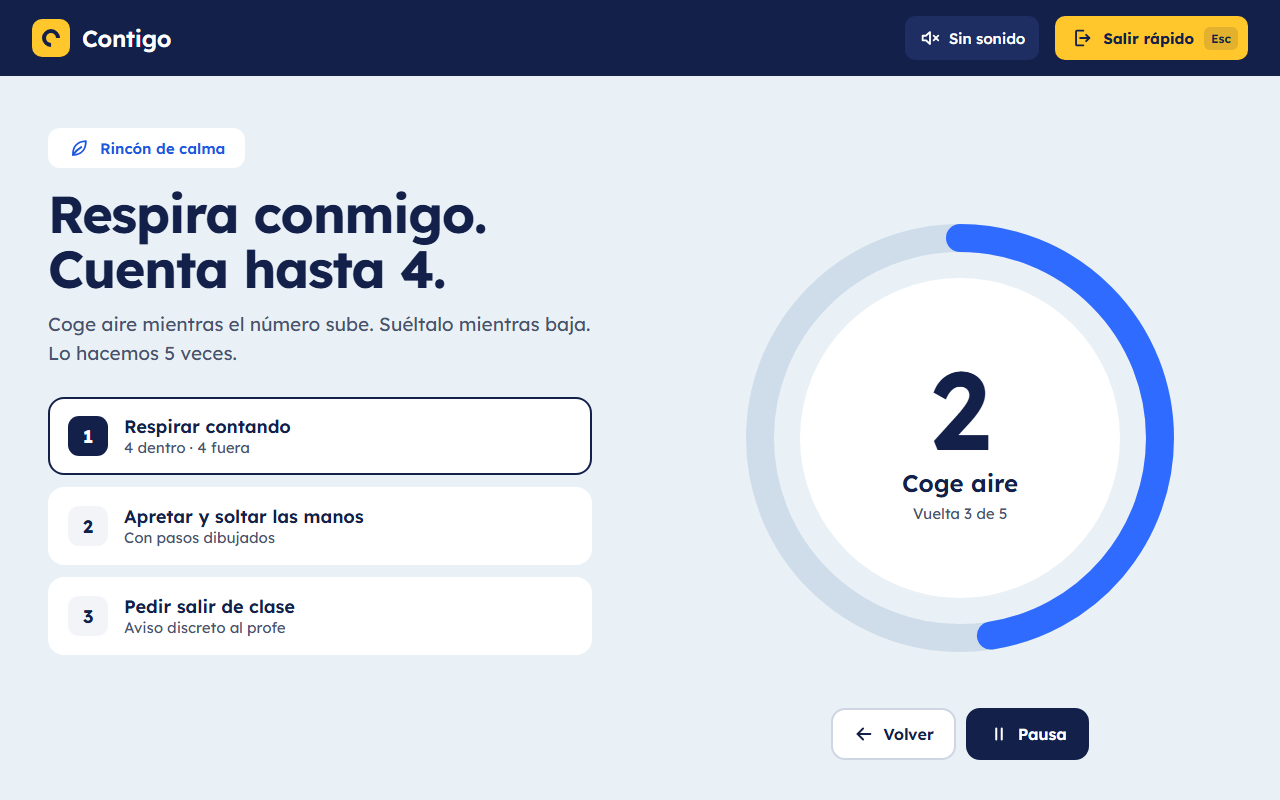 Contigo
Sin sonido
Salir rápido Esc
Rincón de calma
Respira conmigo.
Cuenta hasta 4.
Coge aire mientras el número sube. Suéltalo mientras baja.
Lo hacemos 5 veces.
1 Respirar contando
4 dentro · 4 fuera
2 Apretar y soltar las manos
Con pasos dibujados
3 Pedir salir de clase
Aviso discreto al profe
2
Coge aire
Vuelta 3 de 5
Volver
Pausa